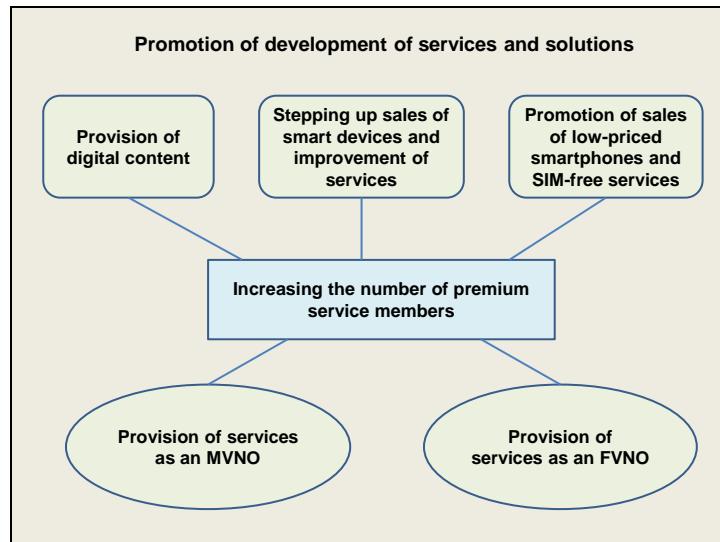 Promotion of development of services and solutions
Provision of
digital content
Stepping up sales of
smart devices and
improvement of
services
Promotion of sales
of low-priced
smartphones and
SIM-free services
Increasing the number of premium
service members
Provision of services
as an MVNO
Provision of
services as an FVNO